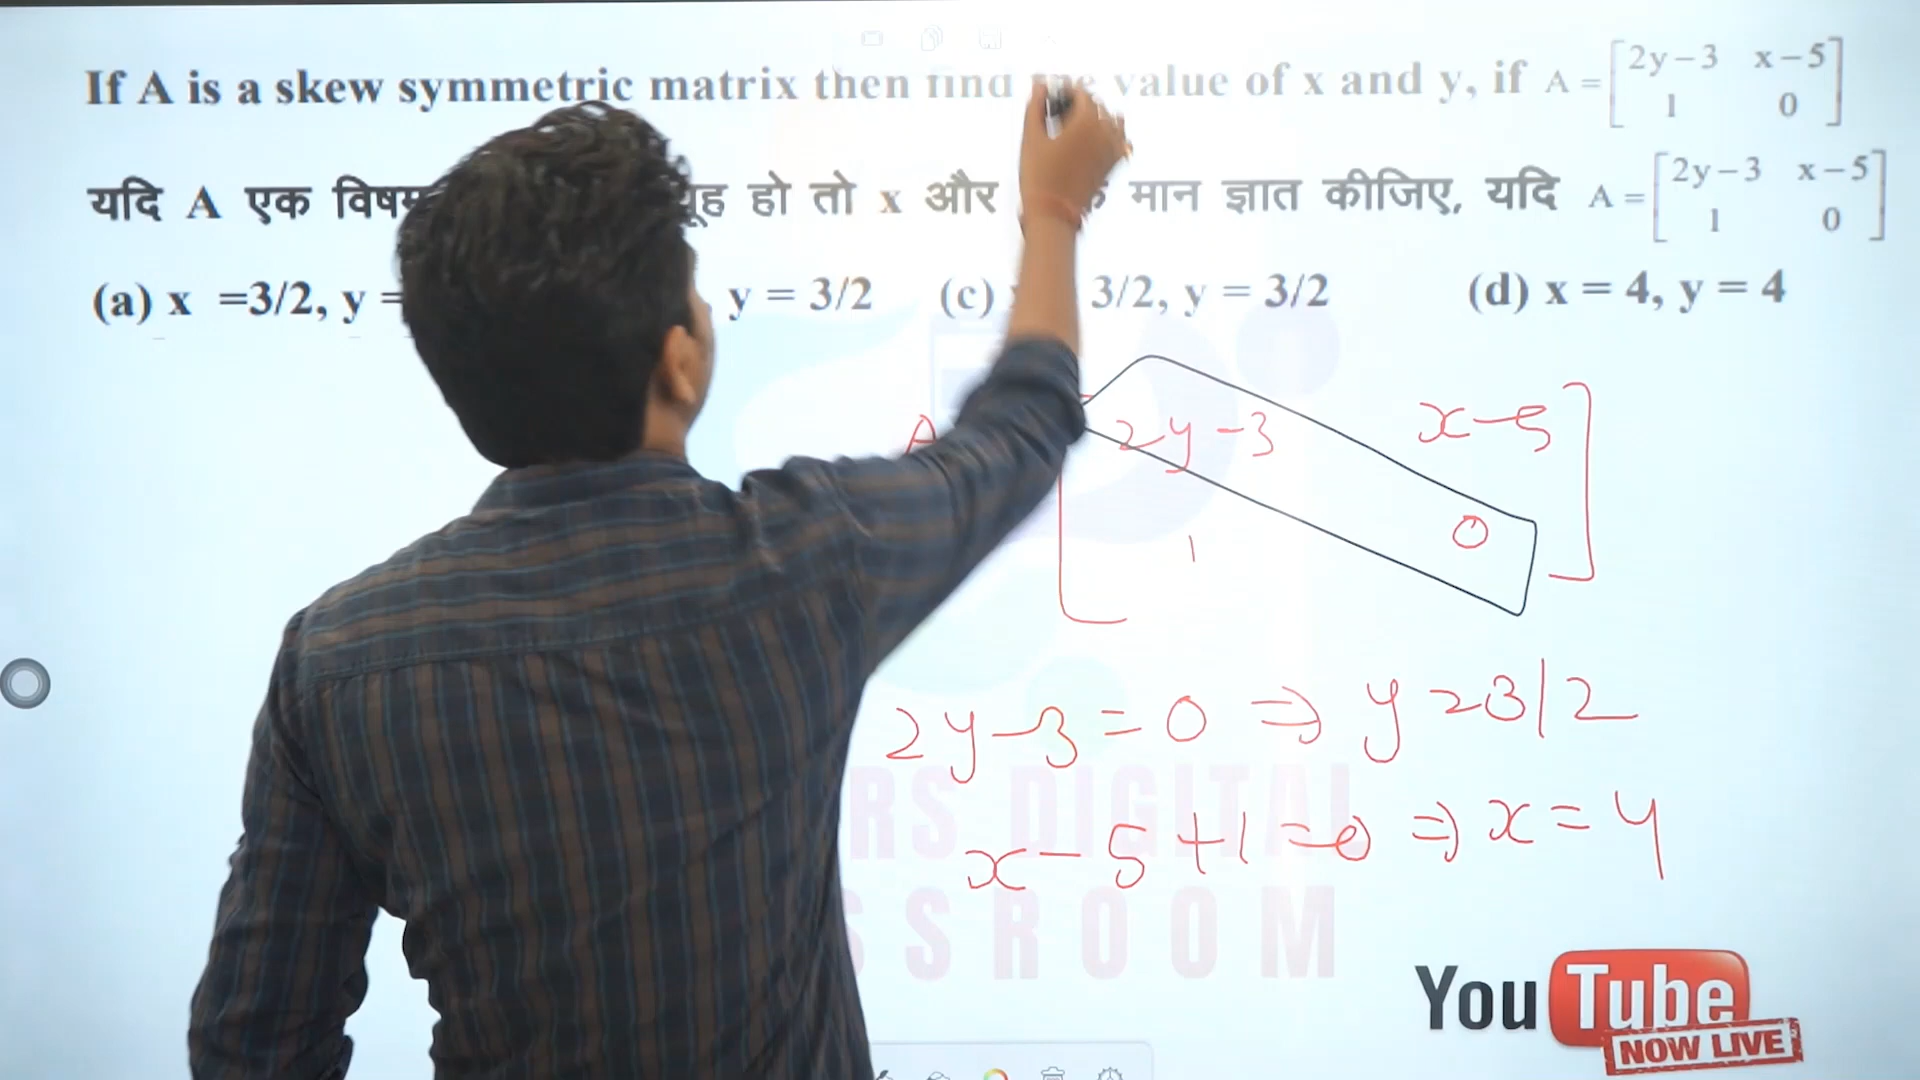 If A is a skew symmetric matrix then find the value of x and y, if A = [2y−3 x−5
1 0]
यदि A एक हो तो x और मान ज्ञात कीजिए, यदि A = [2y−3 x−5
1 0]
(a) x =3/2, y = y = 3/2 (c) 3/2, y = 3/2 (d) x = 4, y = 4
A [2y-3 x-5
1 0]
2y-3=0 ⇒ y=3/2
x-5+1=0 ⇒ x=4
RS DIGITAL
SSROOM
YouTube
NOW LIVE